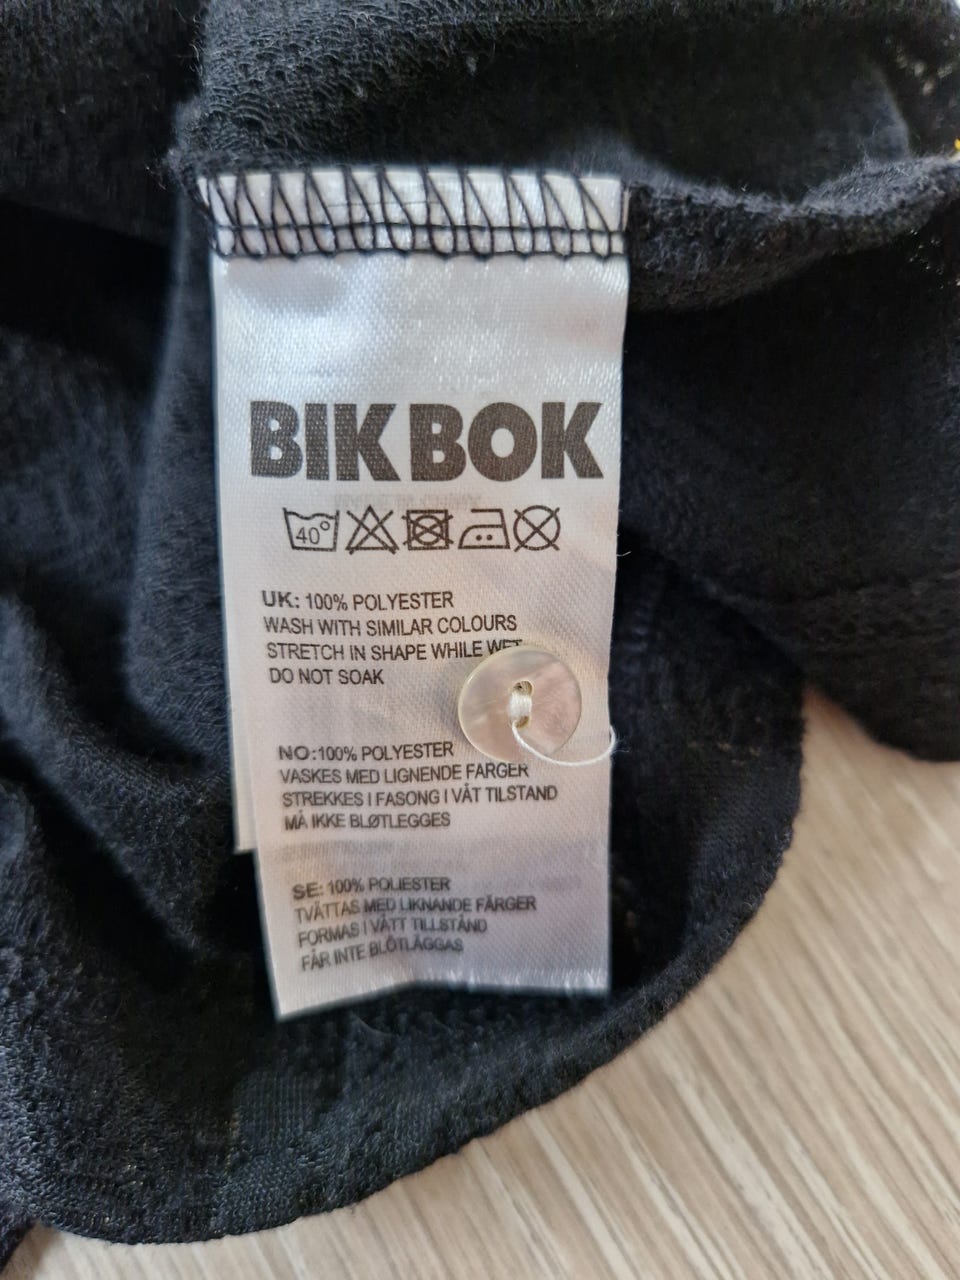 BIK BOK
40°
UK: 100% POLYESTER
WASH WITH SIMILAR COLOURS
STRETCH IN SHAPE WHILE WET
DO NOT SOAK
NO:100% POLYESTER
VASKES MED LIGNENDE FARGER
STREKKES I FASONG I VÅT TILSTAND
MÅ IKKE BLØTLEGGES
SE: 100% POLIESTER
TVÄTTAS MED LIKNANDE FÄRGER
FORMAS I VÅTT TILLSTÅND
FÅR INTE BLÖTLÄGGAS